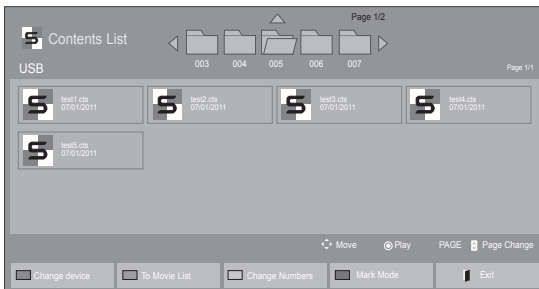 Page 1/2
Contents List
003 004 005 006 007
USB
Page 1/1
test1.cts
07/01/2011
test2.cts
07/01/2011
test3.cts
07/01/2011
test4.cts
07/01/2011
test5.cts
07/01/2011
Move Play PAGE Page Change
Change device To Movie List Change Numbers Mark Mode Exit